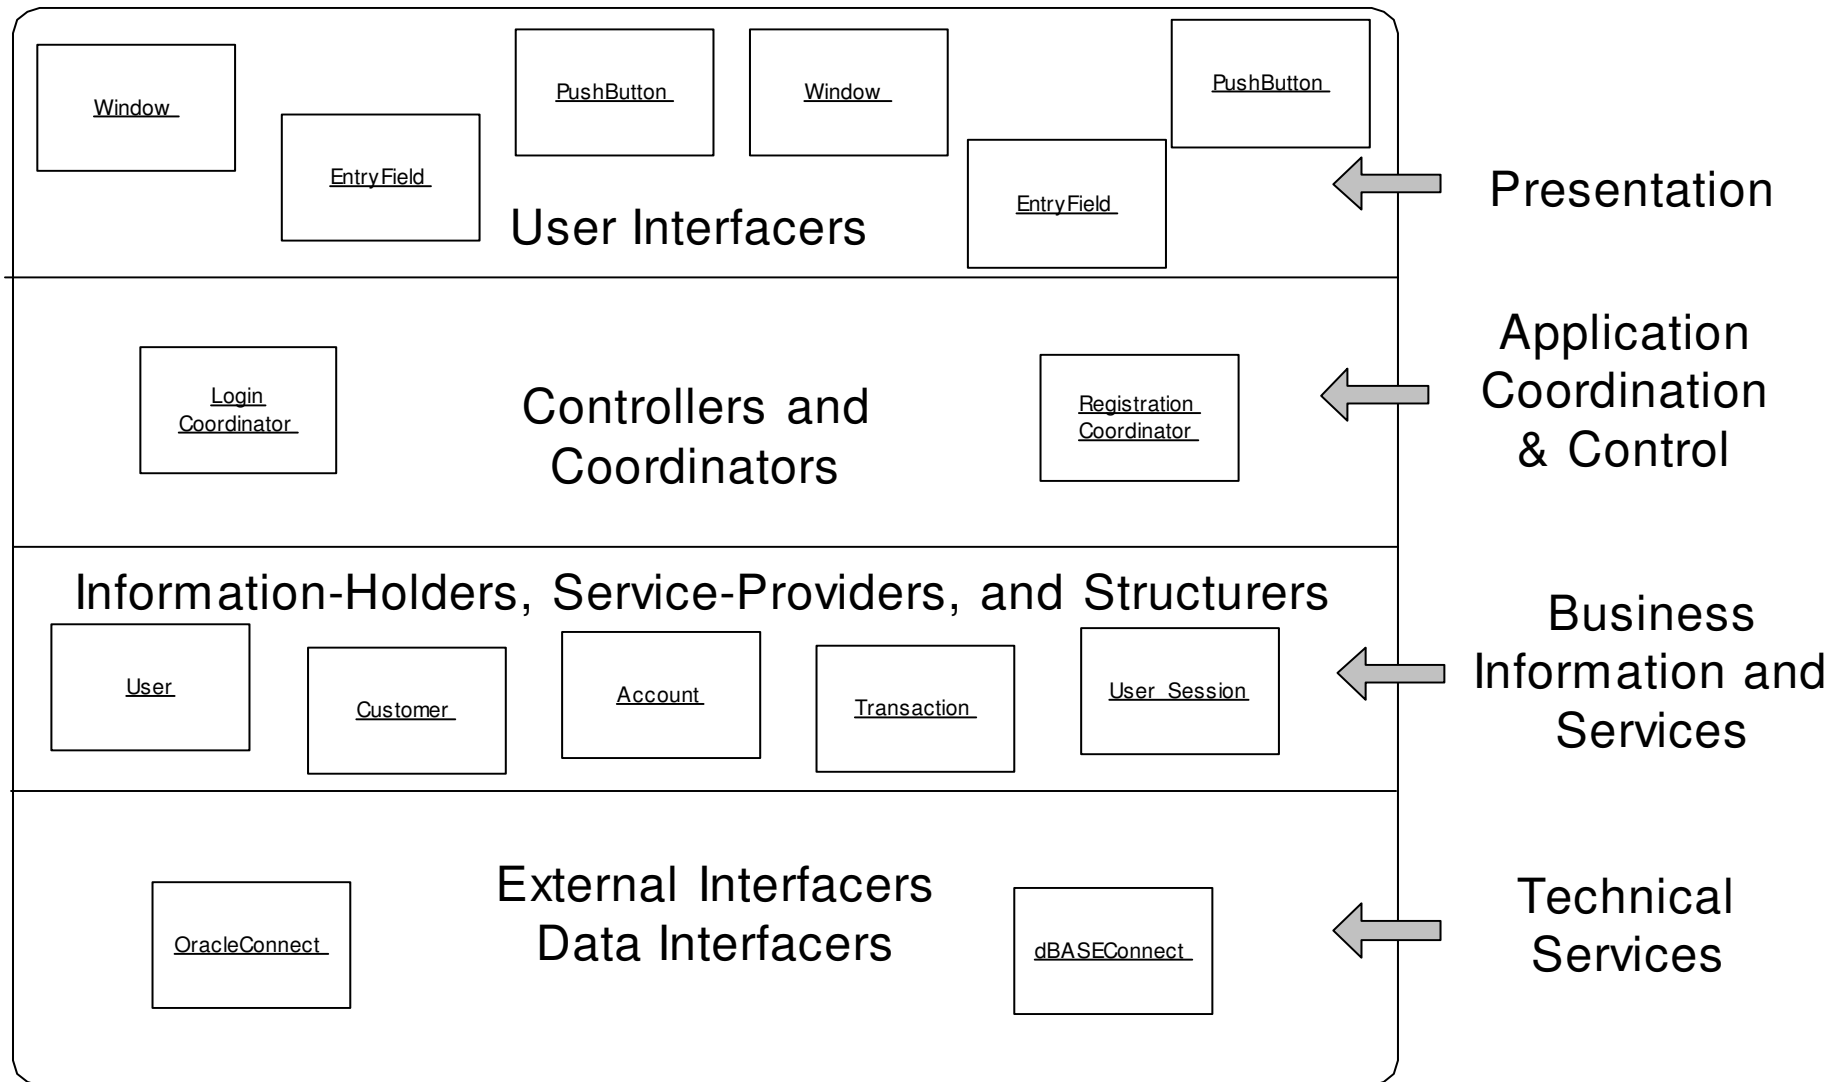 Window
PushButton
Window
PushButton
EntryField
EntryField
User Interfacers
Presentation
Login
Coordinator
Controllers and
Coordinators
Registration
Coordinator
Application
Coordination
& Control
Information-Holders, Service-Providers, and Structurers
User
Customer
Account
Transaction
User Session
Business
Information and
Services
OracleConnect
External Interfacers
Data Interfacers
dBASEConnect
Technical
Services